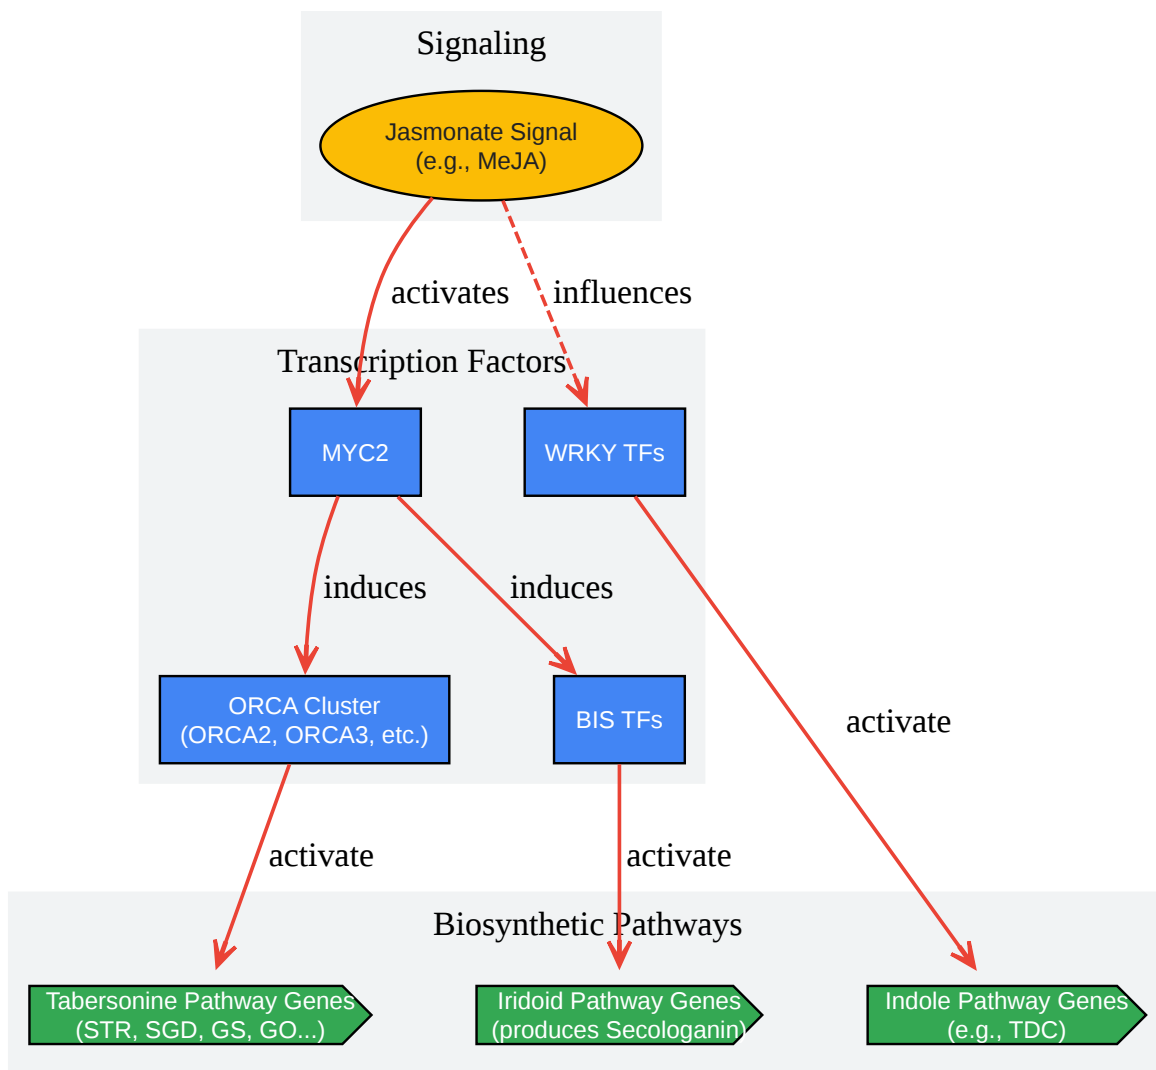 Signaling
Jasmonate Signal
(e.g., MeJA)
activates
influences
Transcription Factors
MYC2
WRKY TFs
induces
induces
ORCA Cluster
(ORCA2, ORCA3, etc.)
BIS TFs
activate
activate
activate
Biosynthetic Pathways
Tabersonine Pathway Genes
(STR, SGD, GS, GO...)
Iridoid Pathway Genes
(produces Secologanin)
Indole Pathway Genes
(e.g., TDC)